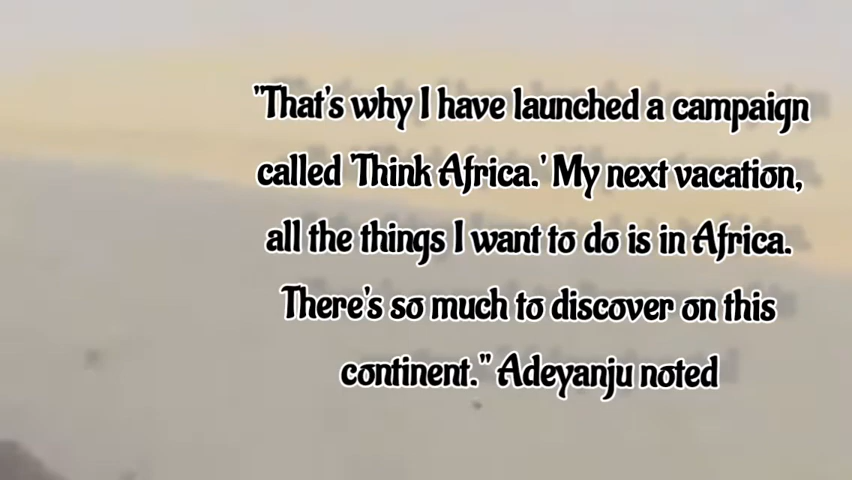 "That's why I have launched a campaign
called 'Think Africa.' My next vacation,
all the things I want to do is in Africa.
There's so much to discover on this
continent." Adeyanju noted